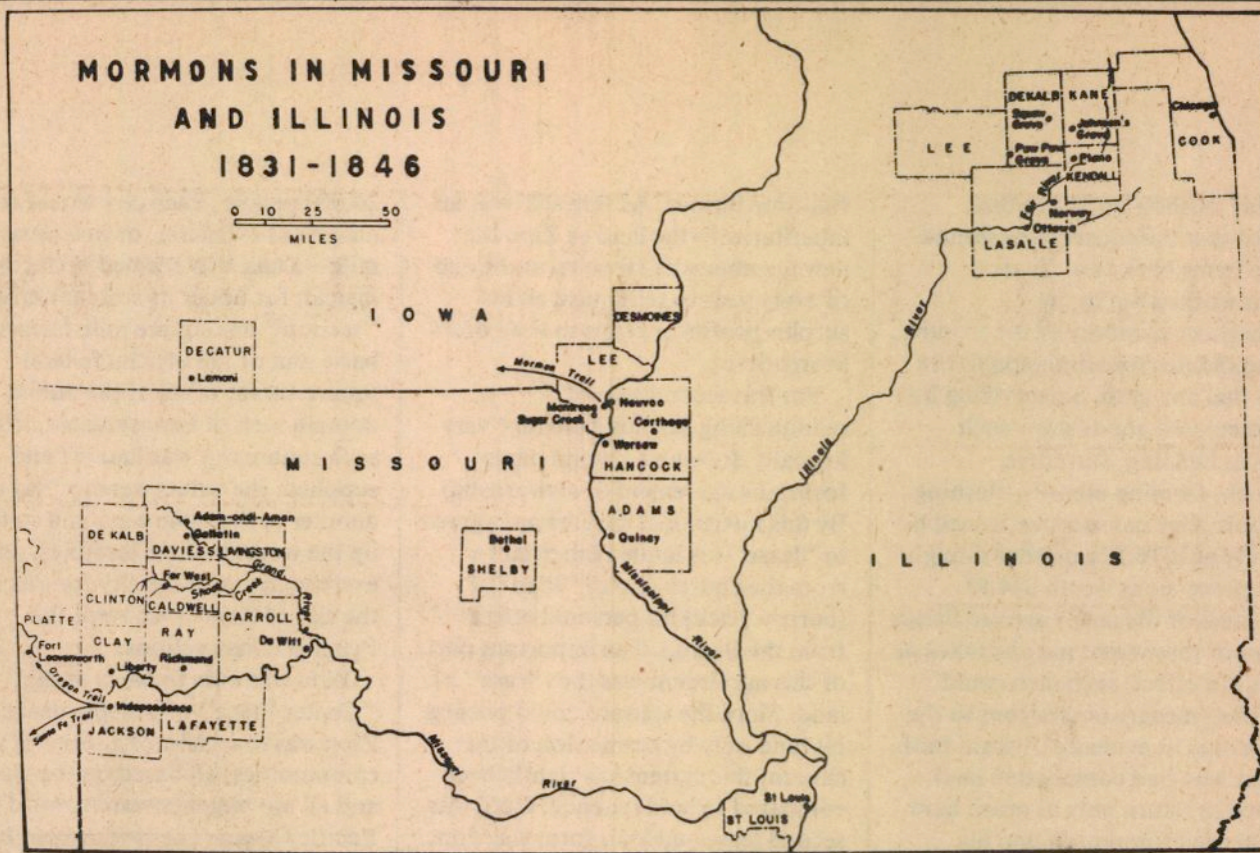 MORMONS IN MISSOURI
AND ILLINOIS
1831-1846
0 10 25 50
MILES
IOWA
DECATUR
Lamoni
DESMOINES
LEE
Mormon Trail
Montrose
Sugar Creek
Nauvoo
Carthage
Warsaw
HANCOCK
ADAMS
Quincy
MISSOURI
Bethel
SHELBY
Mississippi
River
ILLINOIS
Illinois
River
DEKALB
KANE
Grove
Johnson's
Grove
Paw Paw
Grove
Plano
KENDALL
Fox River
Norway
Ottawa
LASALLE
LEE
Chicago
COOK
Adam-ondi-Aman
Gallatin
DE KALB
DAVIESS
LIVINGSTON
Grand
River
Far West
Shoal Creek
CLINTON
CALDWELL
CARROLL
PLATTE
CLAY
RAY
De Witt
Fort
Leavenworth
Liberty
Richmond
Oregon Trail
Independence
Santa Fe Trail
JACKSON
LAFAYETTE
Missouri
River
St Louis
ST LOUIS